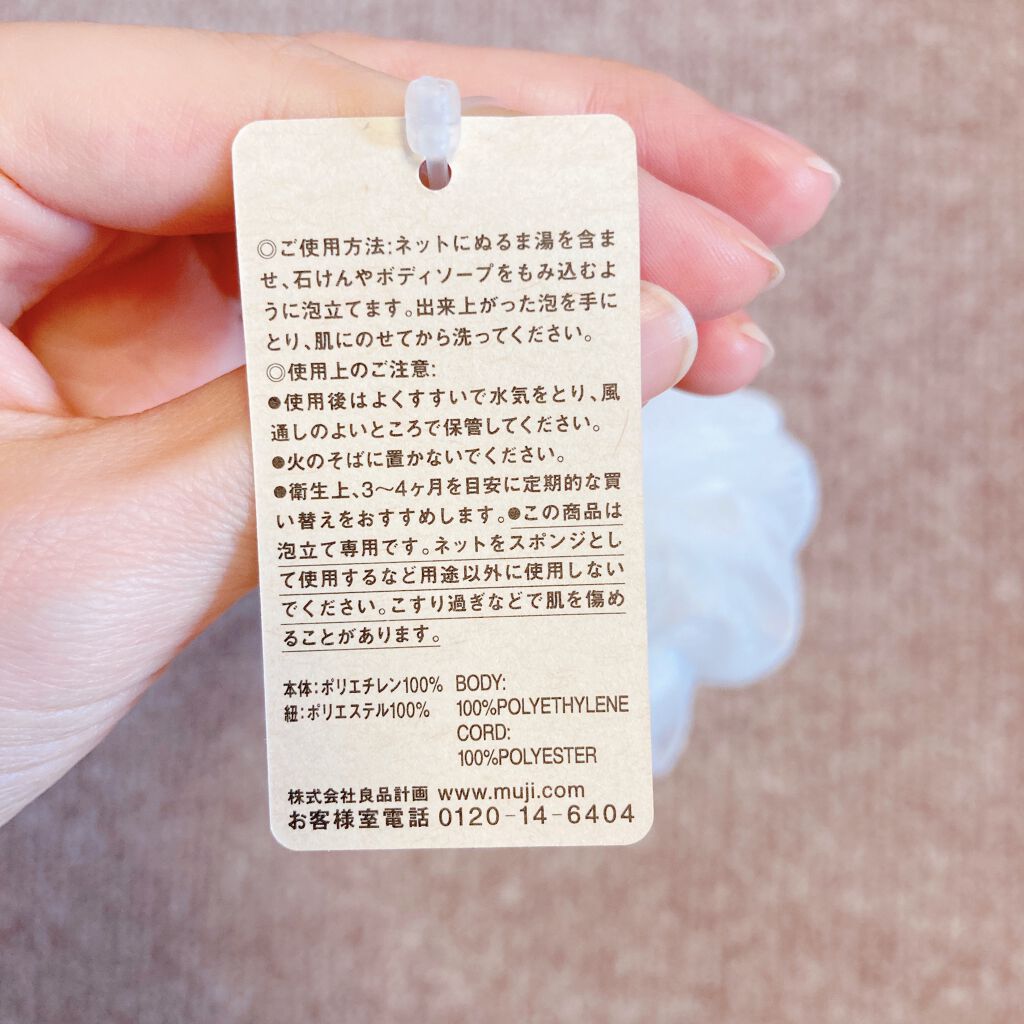 ◎ご使用方法:ネットにぬるま湯を含ま
せ、石けんやボディソープをもみ込むよ
うに泡立てます。出来上がった泡を手に
とり、肌にのせてから洗ってください。
◎使用上のご注意:
●使用後はよくすすいで水気をとり、風
通しのよいところで保管してください。
●火のそばに置かないでください。
●衛生上、3〜4ヶ月を目安に定期的な買
い替えをおすすめします。●この商品は
泡立て専用です。ネットをスポンジとし
て使用するなど用途以外に使用しない
でください。こすり過ぎなどで肌を傷め
ることがあります。
本体:ポリエチレン100%
紐:ポリエステル100%
BODY:
100%POLYETHYLENE
CORD:
100%POLYESTER
株式会社良品計画 www.muji.com
お客様室電話 0120-14-6404